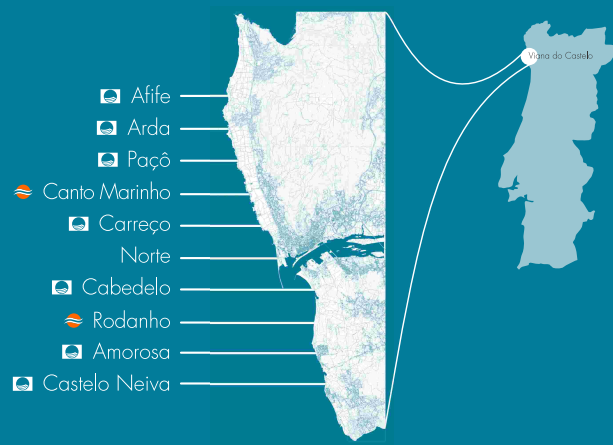 Viana do Castelo
Afife
Arda
Paçô
Canto Marinho
Carreço
Norte
Cabedelo
Rodanho
Amorosa
Castelo Neiva